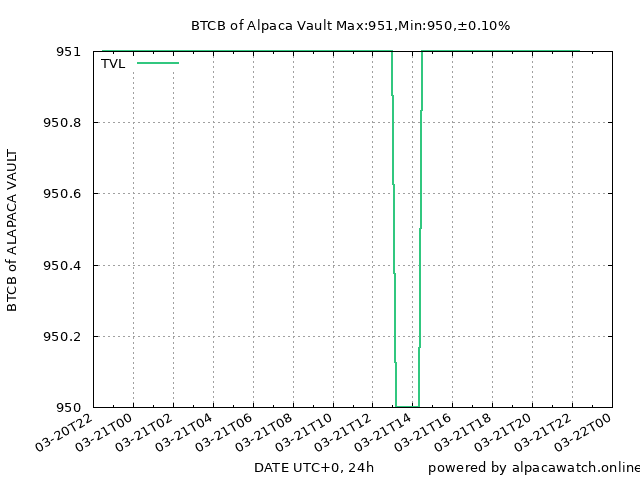 BTCB of Alpaca Vault Max:951,Min:950,±0.10%
TVL
951
950.8
950.6
950.4
950.2
950
BTCB of ALAPACA VAULT
03-20T22
03-21T00
03-21T02
03-21T04
03-21T06
03-21T08
03-21T10
03-21T12
03-21T14
03-21T16
03-21T18
03-21T20
03-21T22
03-22T00
DATE UTC+0, 24h
powered by alpacawatch.online